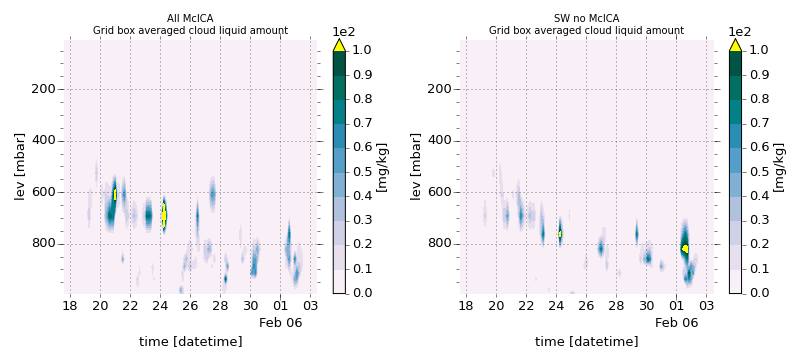 All McICA
Grid box averaged cloud liquid amount
1e2
lev [mbar]
200
400
600
800
18 20 22 24 26 28 30 01 03
Feb 06
time [datetime]
1.0
0.9
0.8
0.7
0.6
0.5
0.4
0.3
0.2
0.1
0.0
[mg/kg]
SW no McICA
Grid box averaged cloud liquid amount
1e2
lev [mbar]
200
400
600
800
18 20 22 24 26 28 30 01 03
Feb 06
time [datetime]
1.0
0.9
0.8
0.7
0.6
0.5
0.4
0.3
0.2
0.1
0.0
[mg/kg]